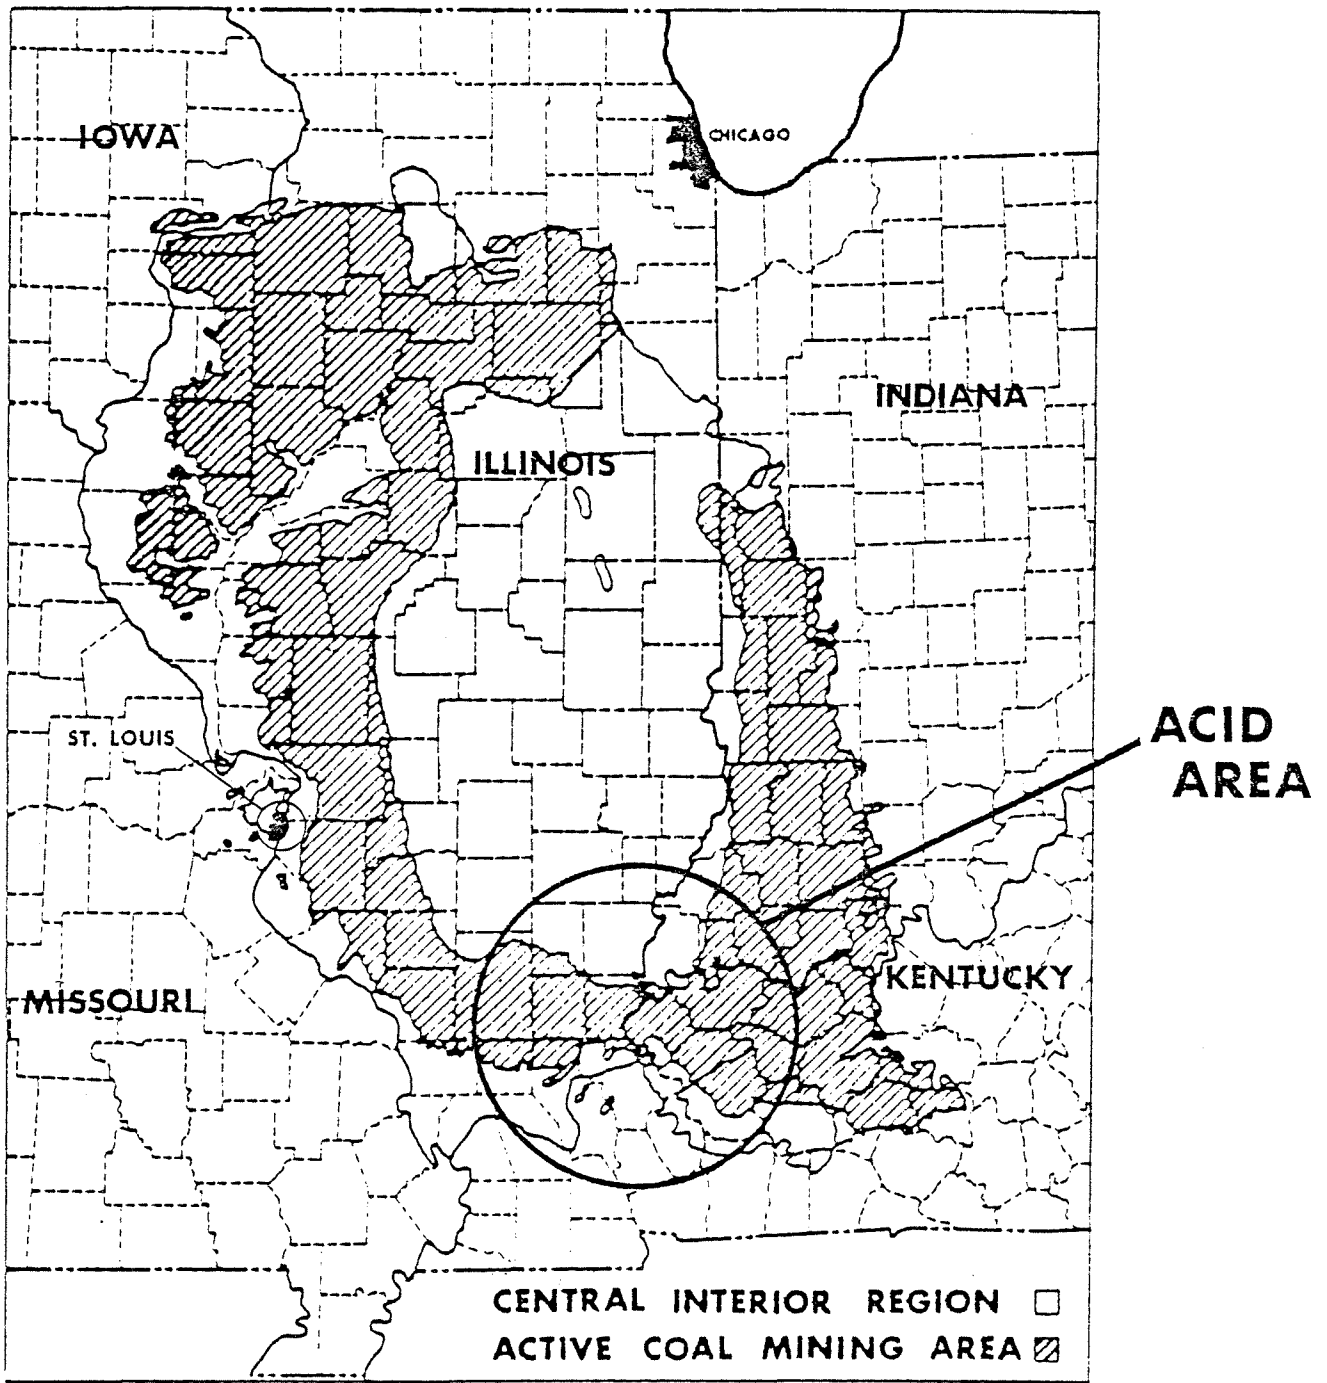 IOWA
CHICAGO
INDIANA
ILLINOIS
ST. LOUIS
ACID
AREA
KENTUCKY
MISSOURI
CENTRAL INTERIOR REGION
ACTIVE COAL MINING AREA